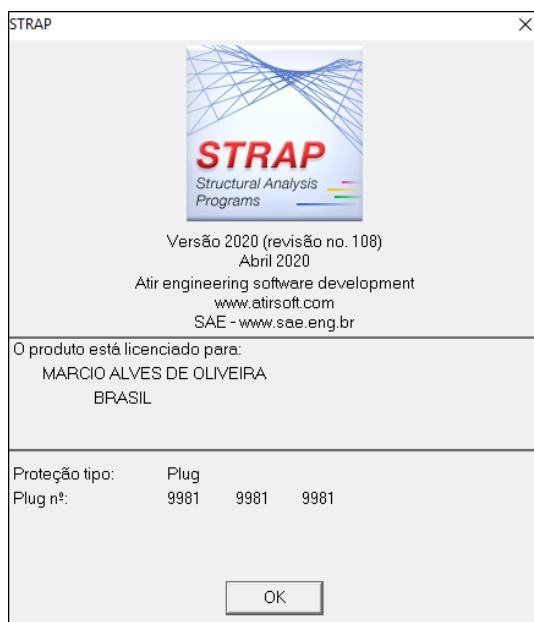 STRAP
STRAP
Structural Analysis
Programs
Versão 2020 (revisão no. 108)
Abril 2020
Atir engineering software development
www.atirsoft.com
SAE - www.sae.eng.br
O produto está licenciado para:
MARCIO ALVES DE OLIVEIRA
BRASIL
Proteção tipo: Plug
Plug nº: 9981 9981 9981
OK